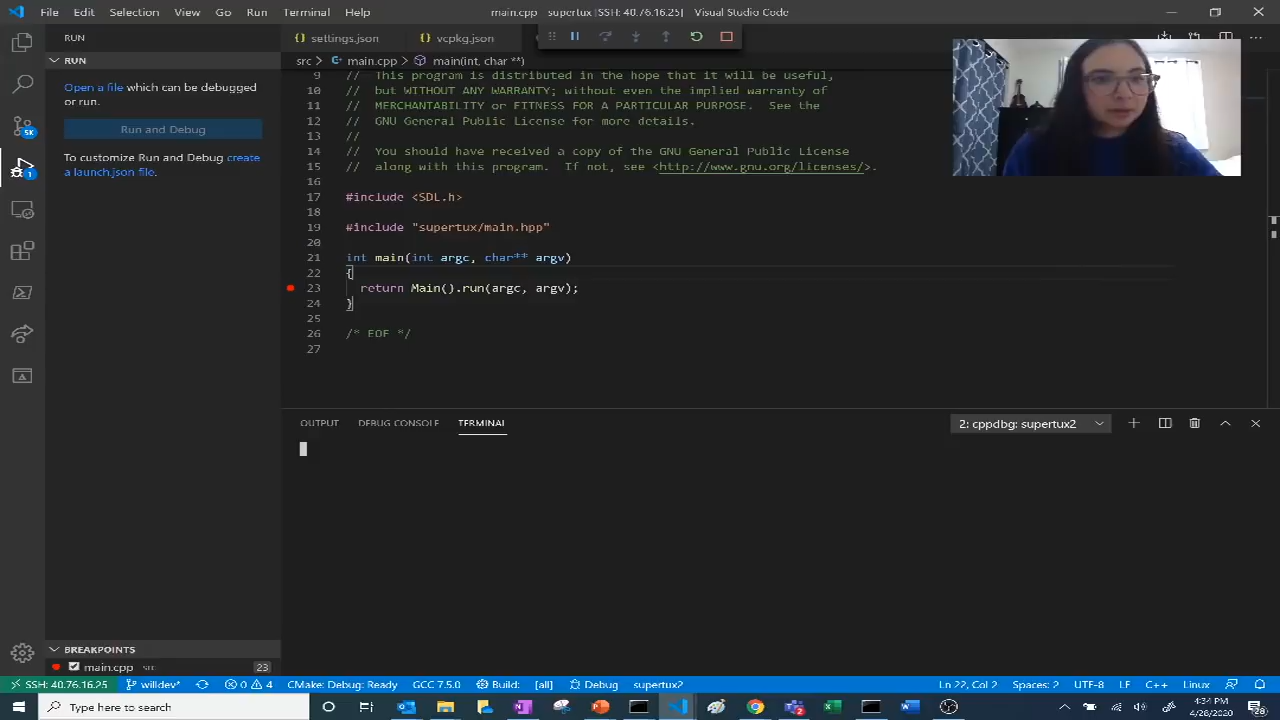 File Edit Selection View Go Run Terminal Help
main.cpp - supertux [SSH: 40.76.16.25] - Visual Studio Code
RUN
settings.json
vcpkg.json
RUN
src > main.cpp > main(int, char **)
Open a file which can be debugged
or run.
Run and Debug
To customize Run and Debug create
a launch.json file.
5K
1
9 // This program is distributed in the hope that it will be useful,
10 // but WITHOUT ANY WARRANTY; without even the implied warranty of
11 // MERCHANTABILITY or FITNESS FOR A PARTICULAR PURPOSE.  See the
12 // GNU General Public License for more details.
13 //
14 // You should have received a copy of the GNU General Public License
15 // along with this program.  If not, see <http://www.gnu.org/licenses/>.
16
17 #include <SDL.h>
18
19 #include "supertux/main.hpp"
20
21 int main(int argc, char** argv)
22 {
23 return Main().run(argc, argv);
24 }
25
26 /* EOF */
27
OUTPUT DEBUG CONSOLE TERMINAL
2: cppdbg: supertux2
BREAKPOINTS
main.cpp src 23
SSH: 40.76.16.25 willdev* 0 4 CMake: Debug: Ready GCC 7.5.0 Build: [all] Debug supertux2 Ln 22, Col 2 Spaces: 2 UTF-8 LF C++ Linux
Type here to search
4:34 PM
4/28/2020